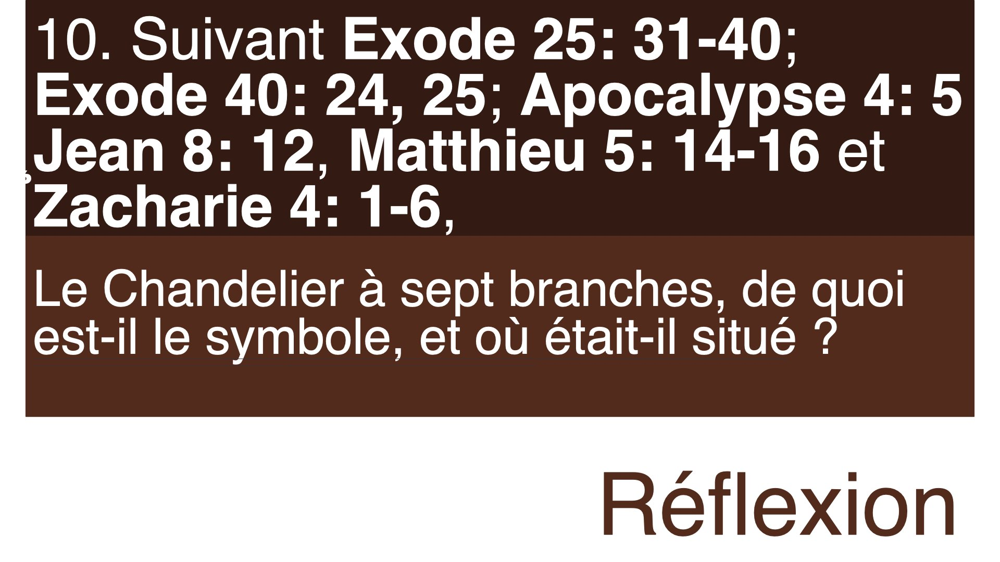 10. Suivant Exode 25: 31-40;
Exode 40: 24, 25; Apocalypse 4: 5
Jean 8: 12, Matthieu 5: 14-16 et
Zacharie 4: 1-6,
Le Chandelier à sept branches, de quoi
est-il le symbole, et où était-il situé ?
Réflexion